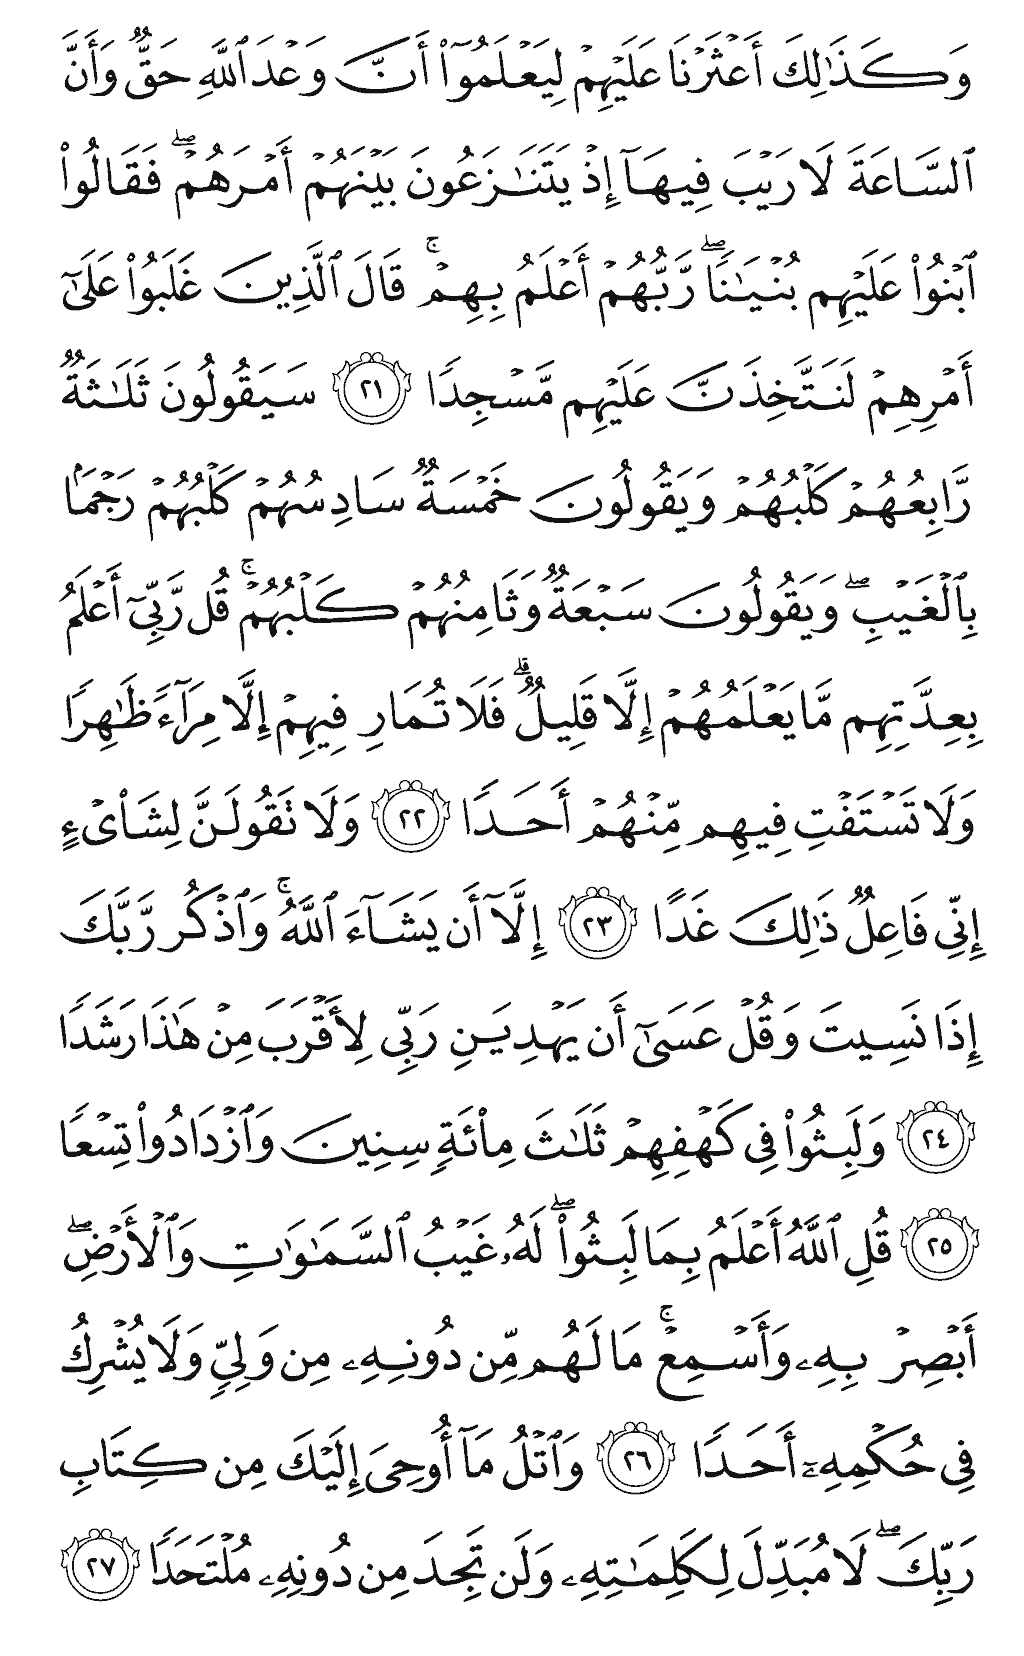 وَكَذَٰلِكَ أَعۡثَرۡنَا عَلَيۡهِمۡ لِيَعۡلَمُوٓاْ أَنَّ وَعۡدَ ٱللَّهِ حَقّٞ وَأَنَّ
ٱلسَّاعَةَ لَا رَيۡبَ فِيهَآ إِذۡ يَتَنَٰزَعُونَ بَيۡنَهُمۡ أَمۡرَهُمۡۖ فَقَالُواْ
ٱبۡنُواْ عَلَيۡهِم بُنۡيَٰنٗاۖ رَّبُّهُمۡ أَعۡلَمُ بِهِمۡۚ قَالَ ٱلَّذِينَ غَلَبُواْ عَلَىٰٓ
أَمۡرِهِمۡ لَنَتَّخِذَنَّ عَلَيۡهِم مَّسۡجِدٗا ٢١ سَيَقُولُونَ ثَلَٰثَةٞ
رَّابِعُهُمۡ كَلۡبُهُمۡ وَيَقُولُونَ خَمۡسَةٞ سَادِسُهُمۡ كَلۡبُهُمۡ رَجۡمَۢا
بِٱلۡغَيۡبِۖ وَيَقُولُونَ سَبۡعَةٞ وَثَامِنُهُمۡ كَلۡبُهُمۡۚ قُل رَّبِّيٓ أَعۡلَمُ
بِعِدَّتِهِم مَّا يَعۡلَمُهُمۡ إِلَّا قَلِيلٞۗ فَلَا تُمَارِ فِيهِمۡ إِلَّا مِرَآءٗ ظَٰهِرٗا
وَلَا تَسۡتَفۡتِ فِيهِم مِّنۡهُمۡ أَحَدٗا ٢٢ وَلَا تَقُولَنَّ لِشَاْيۡءٍ
إِنِّي فَاعِلٞ ذَٰلِكَ غَدًا ٢٣ إِلَّآ أَن يَشَآءَ ٱللَّهُۚ وَٱذۡكُر رَّبَّكَ
إِذَا نَسِيتَ وَقُلۡ عَسَىٰٓ أَن يَهۡدِيَنِ رَبِّي لِأَقۡرَبَ مِنۡ هَٰذَا رَشَدٗا
٢٤ وَلَبِثُواْ فِي كَهۡفِهِمۡ ثَلَٰثَ مِاْئَةٖ سِنِينَ وَٱزۡدَادُواْ تِسۡعٗا
٢٥ قُلِ ٱللَّهُ أَعۡلَمُ بِمَا لَبِثُواْۖ لَهُۥ غَيۡبُ ٱلسَّمَٰوَٰتِ وَٱلۡأَرۡضِۖ
أَبۡصِرۡ بِهِۦ وَأَسۡمِعۡۚ مَا لَهُم مِّن دُونِهِۦ مِن وَلِيّٖ وَلَا يُشۡرِكُ
فِي حُكۡمِهِۦٓ أَحَدٗا ٢٦ وَٱتۡلُ مَآ أُوحِيَ إِلَيۡكَ مِن كِتَابِ
رَبِّكَۖ لَا مُبَدِّلَ لِكَلِمَٰتِهِۦ وَلَن تَجِدَ مِن دُونِهِۦ مُلۡتَحَدٗا ٢٧